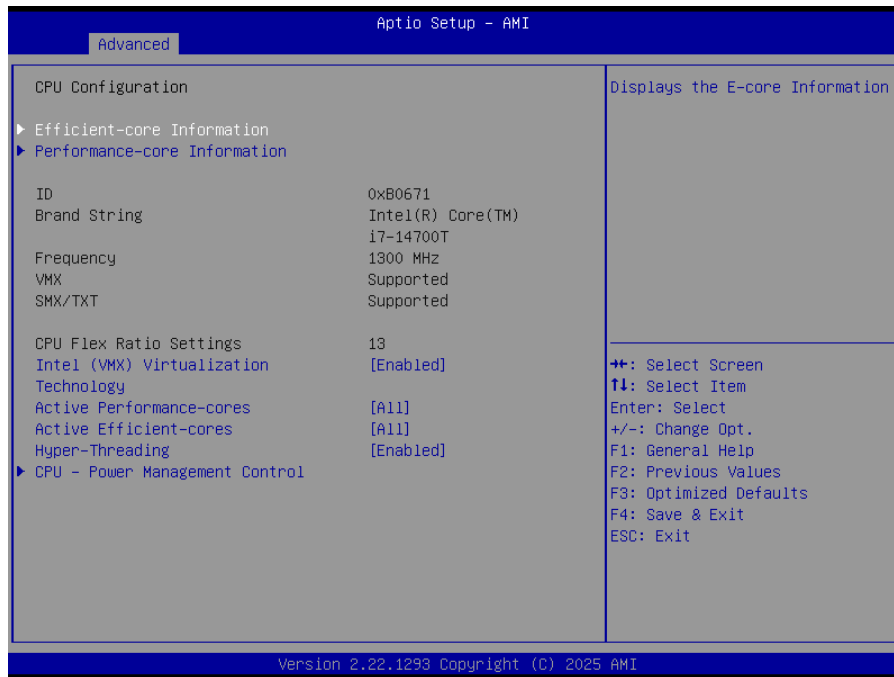 Aptio Setup – AMI
Advanced
CPU Configuration
Displays the E-core Information
▶ Efficient-core Information
▶ Performance-core Information
ID 0xB0671
Brand String Intel(R) Core(TM)
i7-14700T
Frequency 1300 MHz
VMX Supported
SMX/TXT Supported
CPU Flex Ratio Settings 13
Intel (VMX) Virtualization [Enabled]
Technology
Active Performance-cores [All]
Active Efficient-cores [All]
Hyper-Threading [Enabled]
▶ CPU – Power Management Control
→←: Select Screen
↑↓: Select Item
Enter: Select
+/-: Change Opt.
F1: General Help
F2: Previous Values
F3: Optimized Defaults
F4: Save & Exit
ESC: Exit
Version 2.22.1293 Copyright (C) 2025 AMI